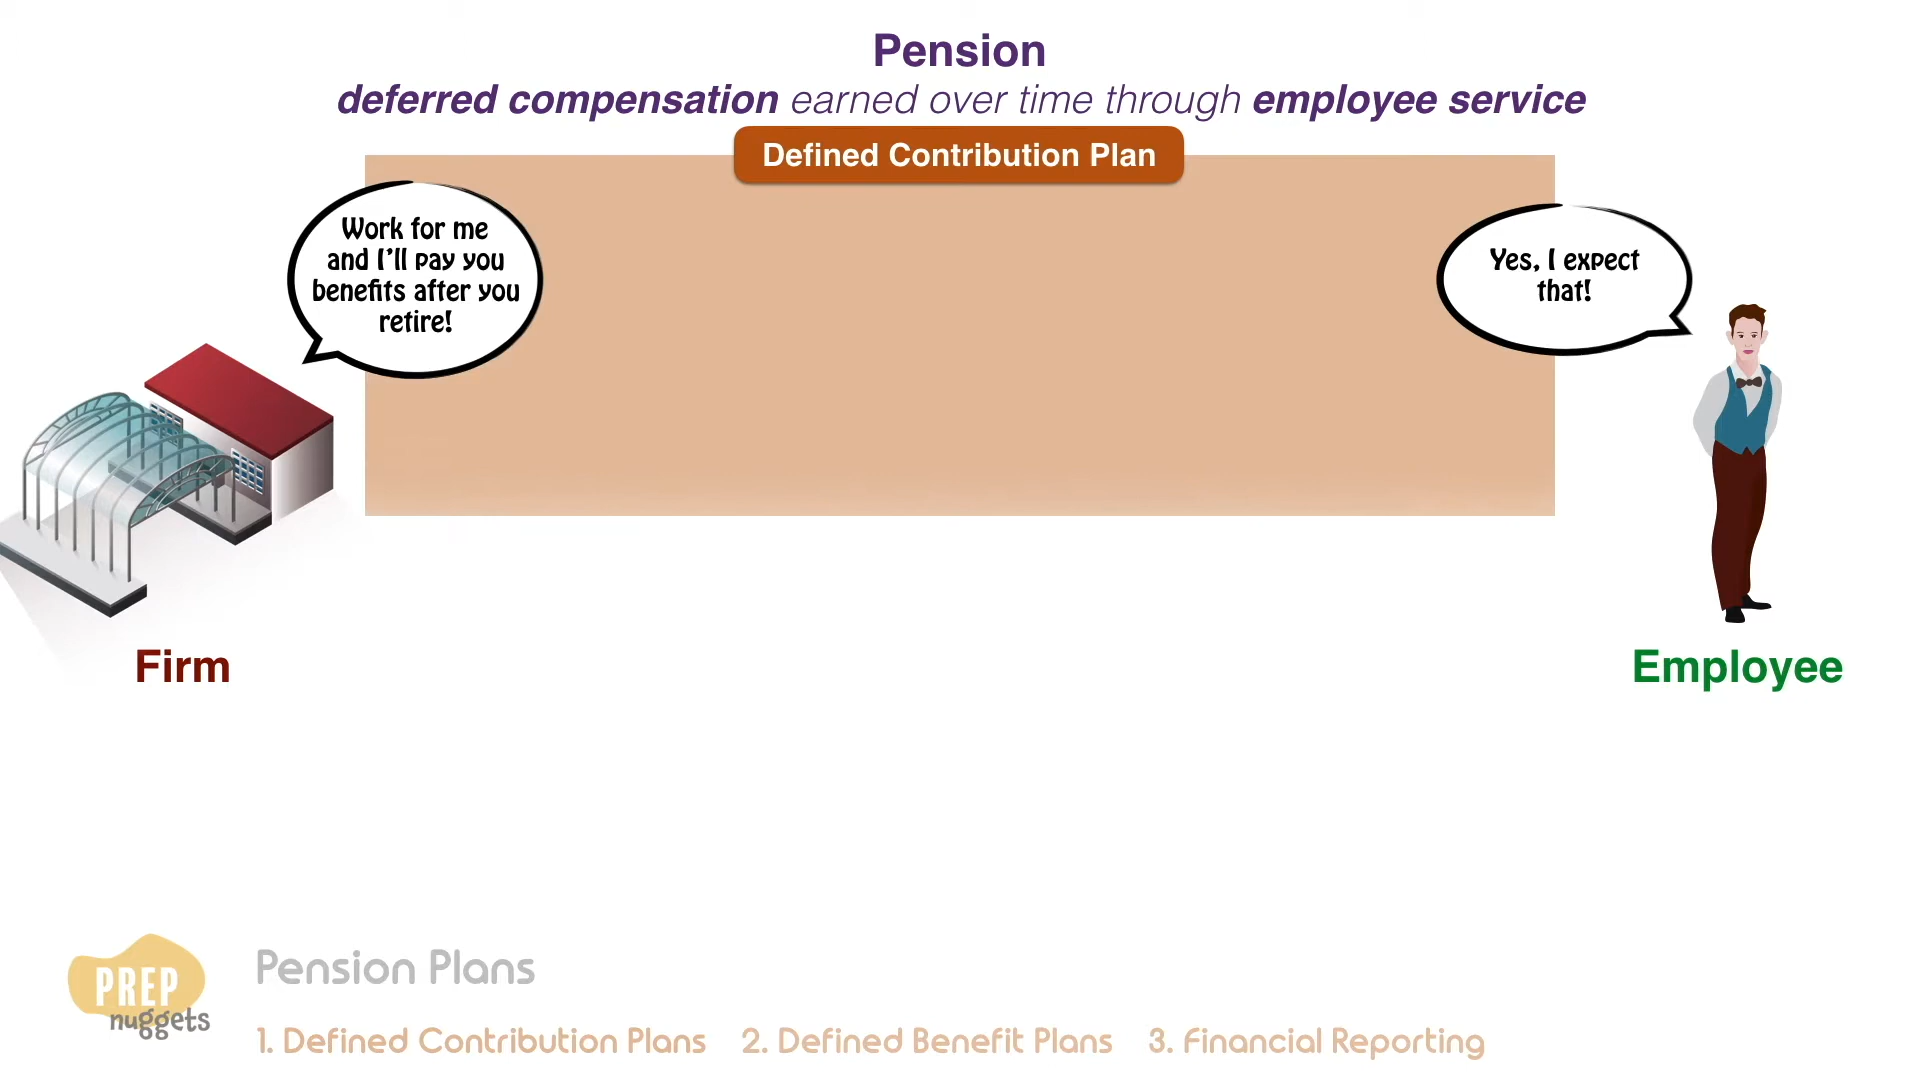 Pension
deferred compensation earned over time through employee service
Defined Contribution Plan
Work for me
and I'll pay you
benefits after you
retire!
Yes, I expect
that!
Firm
Employee
PREP
nuggets
Pension Plans
1. Defined Contribution Plans 2. Defined Benefit Plans 3. Financial Reporting